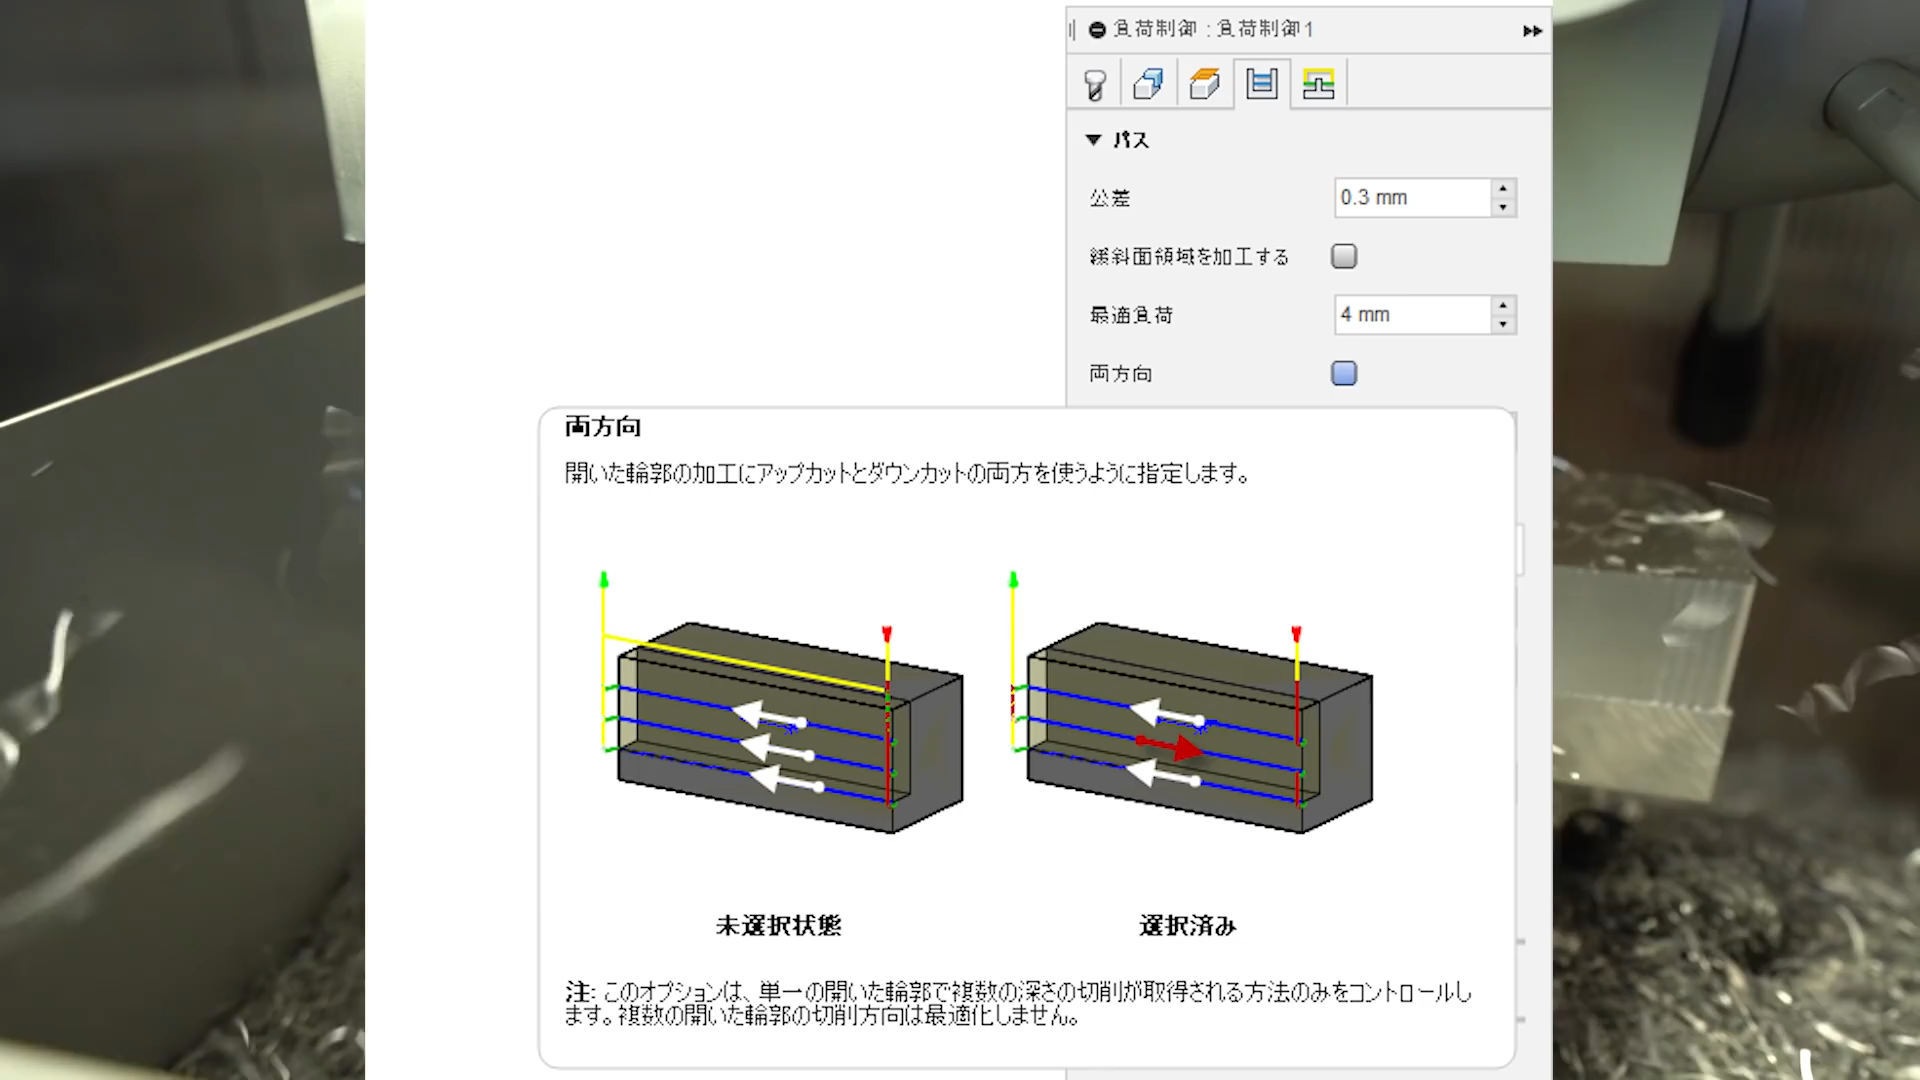 負荷制御 : 負荷制御1
パス
公差
0.3 mm
緩斜面領域を加工する
最適負荷
4 mm
両方向
両方向
開いた輪郭の加工にアップカットとダウンカットの両方を使うように指定します。
未選択状態
選択済み
注: このオプションは、単一の開いた輪郭で複数の深さの切削が取得される方法のみをコントロールし
ます。複数の開いた輪郭の切削方向は最適化しません。